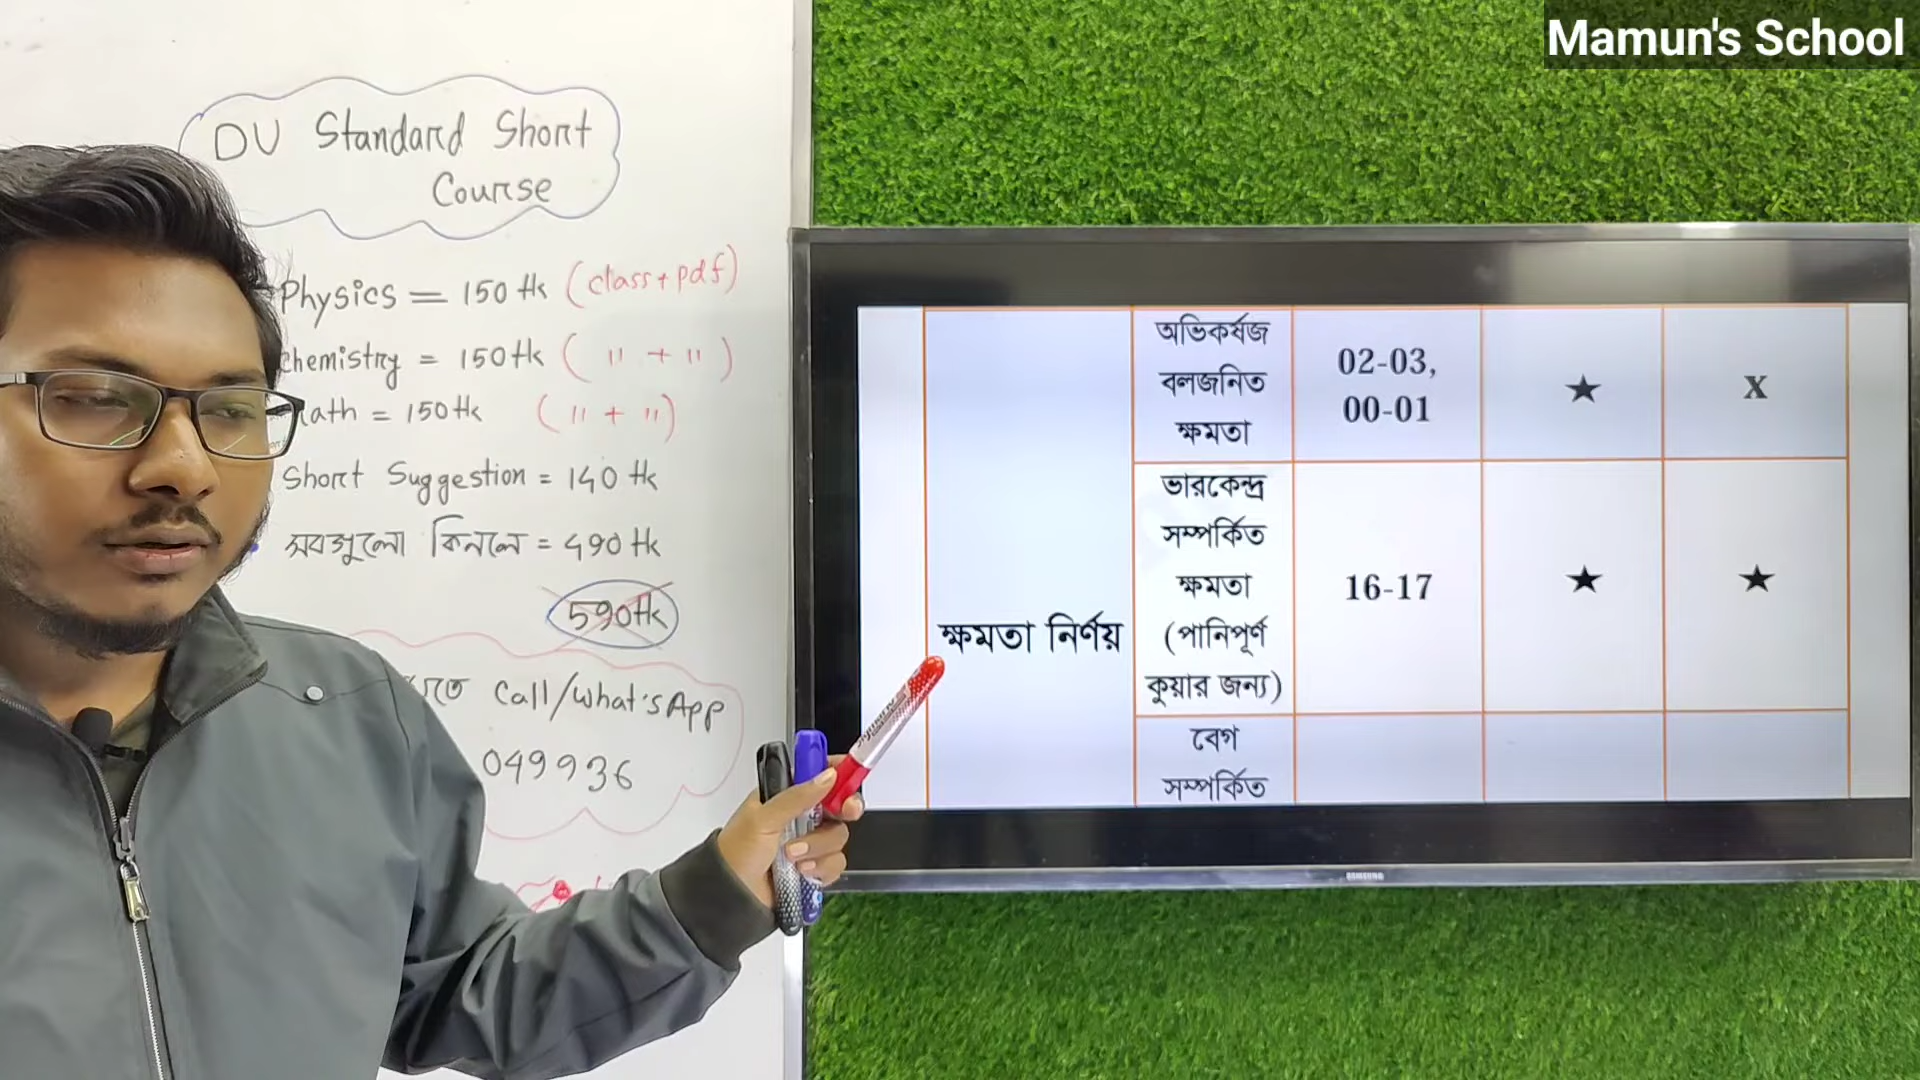 Mamun's School
DU Standard Short
Course
Physics = 150 tk (class + pdf)
chemistry = 150 tk ( " + " )
ath = 150 tk ( " + " )
Short Suggestion = 140 tk
সবগুলো কিনলে = 490 tk
590 tk
তে Call/What'sApp
049936
ক্ষমতা নির্ণয়
অভিকর্ষজ
বলজনিত
ক্ষমতা
02-03,
00-01
★
X
ভারকেন্দ্র
সম্পর্কিত
ক্ষমতা
(পানিপূর্ণ
কুয়ার জন্য)
16-17
★
★
বেগ
সম্পর্কিত
SAMSUNG